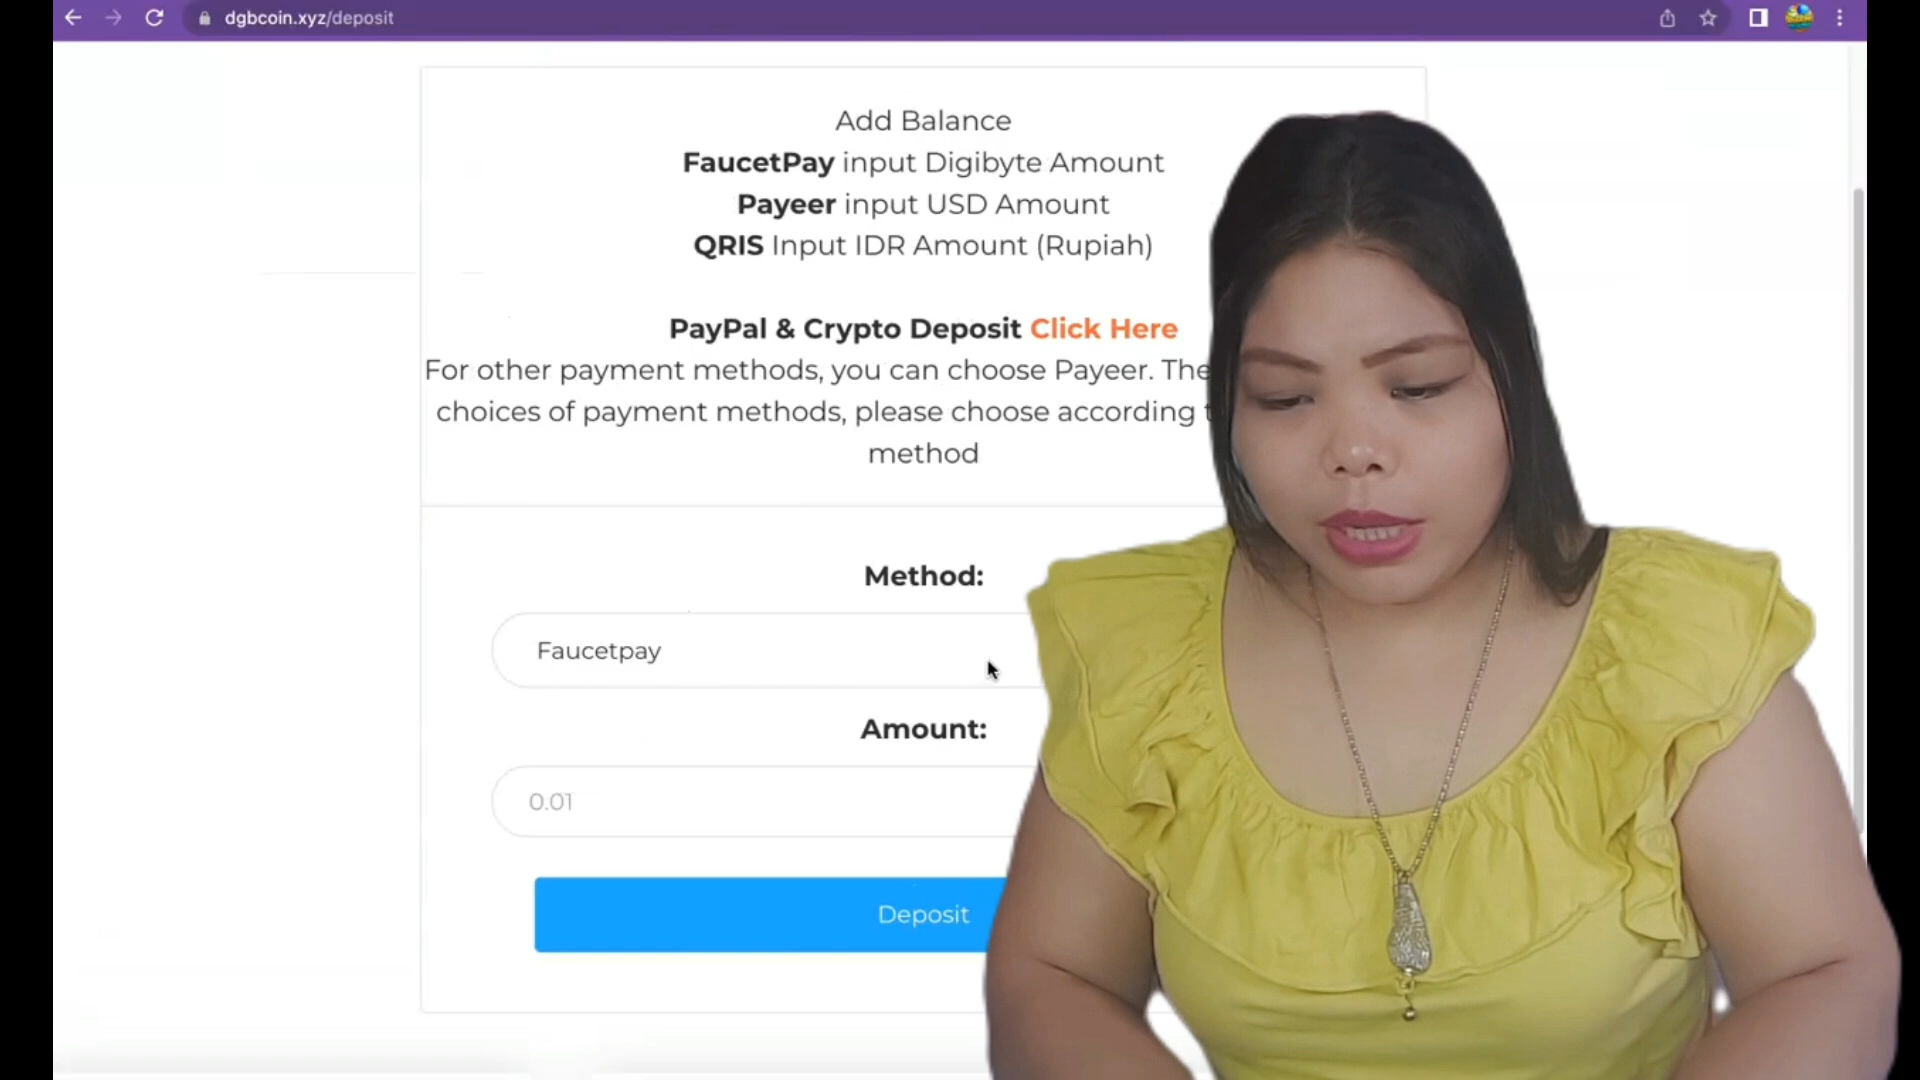 dgbcoin.xyz/deposit
Add Balance
FaucetPay input Digibyte Amount
Payeer input USD Amount
QRIS Input IDR Amount (Rupiah)
PayPal & Crypto Deposit Click Here
For other payment methods, you can choose Payeer.
choices of payment methods, please choose according
method
Method:
Faucetpay
Amount:
0.01
Deposit